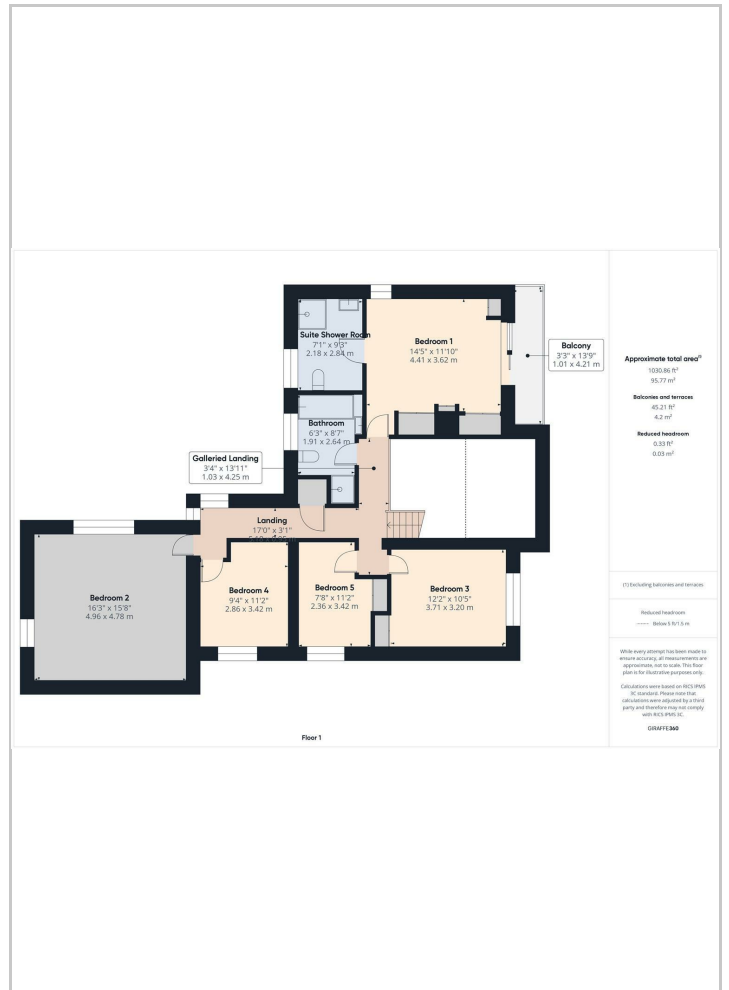 Suite Shower Room
7'1" x 9'3"
2.18 x 2.84 m
Bedroom 1
14'5" x 11'10"
4.41 x 3.62 m
Balcony
3'3" x 13'9"
1.01 x 4.21 m
Bathroom
6'3" x 8'7"
1.91 x 2.64 m
Galleried Landing
3'4" x 13'11"
1.03 x 4.25 m
Landing
17'0" x 3'1"
Bedroom 2
16'3" x 15'8"
4.96 x 4.78 m
Bedroom 4
9'4" x 11'2"
2.86 x 3.42 m
Bedroom 5
7'8" x 11'2"
2.36 x 3.42 m
Bedroom 3
12'2" x 10'5"
3.71 x 3.20 m
Floor 1
Approximate total area(1)
1030.86 ft²
95.77 m²
Balconies and terraces
45.21 ft²
4.2 m²
Reduced headroom
0.33 ft²
0.03 m²
(1) Excluding balconies and terraces
Reduced headroom
Below 5 ft/1.5 m
While every attempt has been made to
ensure accuracy, all measurements are
approximate, not to scale. This floor
plan is for illustrative purposes only.
Calculations were based on RICS IPMS
3C standard. Please note that
calculations were adjusted by a third
party and therefore may not comply
with RICS IPMS 3C.
GIRAFFE360